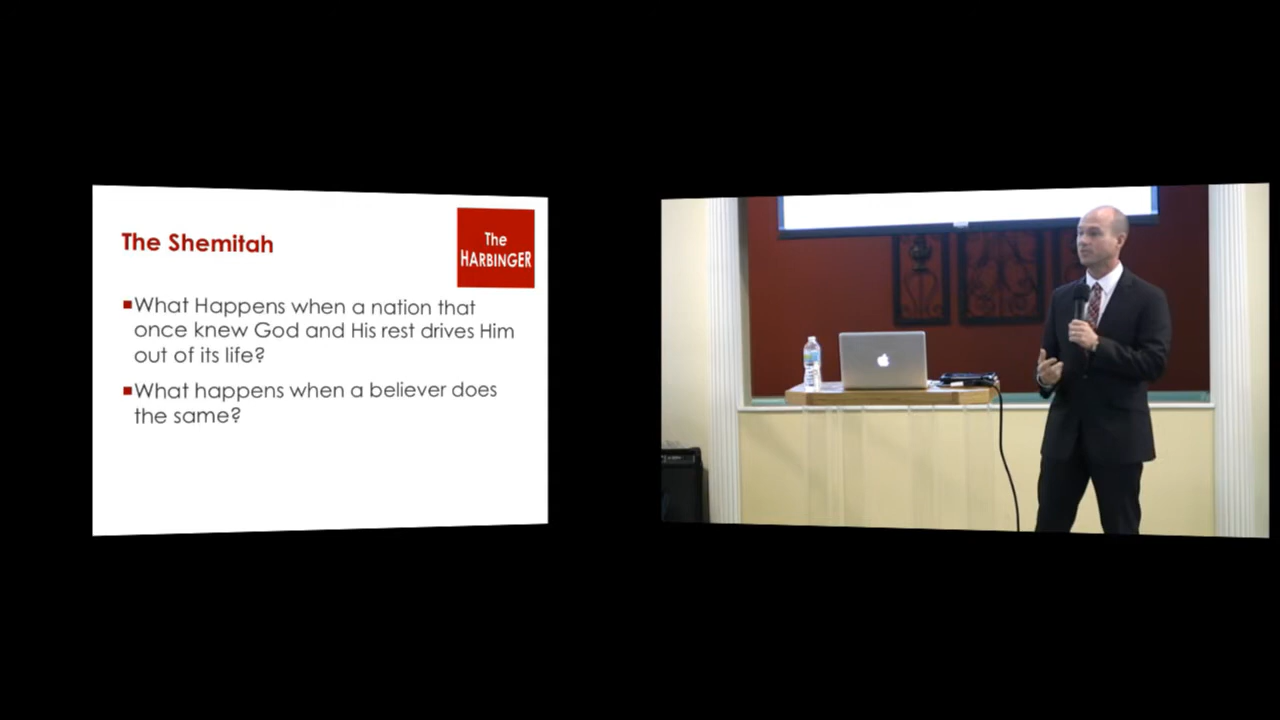 The Shemitah
The
HARBINGER
▪What Happens when a nation that
once knew God and His rest drives Him
out of its life?
▪What happens when a believer does
the same?